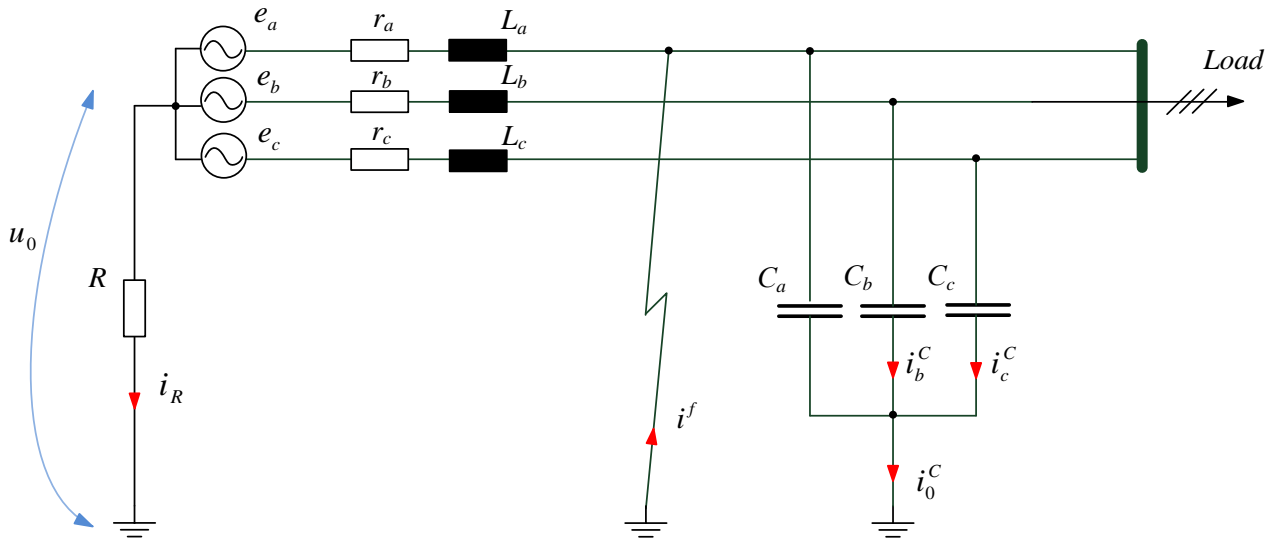 e_a
r_a
L_a
e_b
r_b
L_b
e_c
r_c
L_c
Load
u_0
R
C_a
C_b
C_c
i_R
i_b^C
i_c^C
i^f
i_0^C